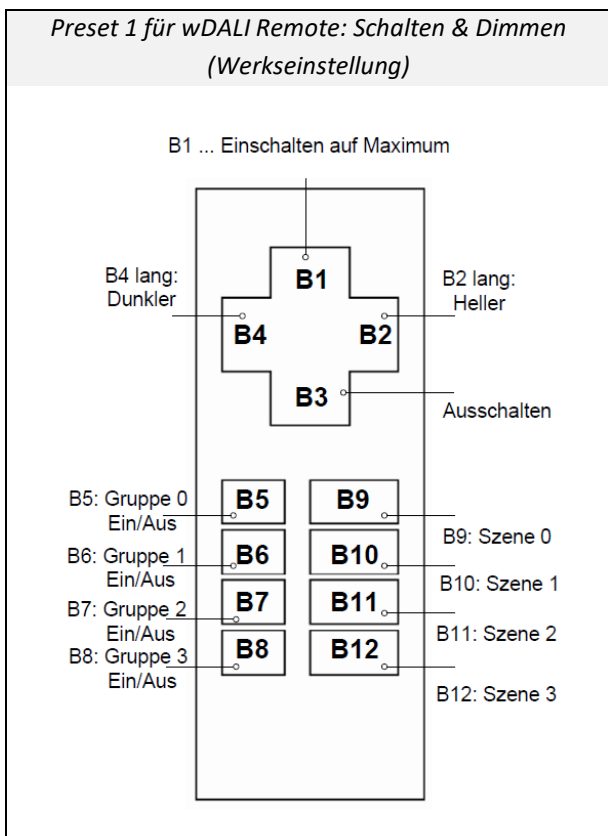 Preset 1 für wDALI Remote: Schalten & Dimmen
(Werkseinstellung)
B1 ... Einschalten auf Maximum
B4 lang:
Dunkler
B2 lang:
Heller
B1
B4
B2
B3
Ausschalten
B5: Gruppe 0
Ein/Aus
B5
B9
B9: Szene 0
B6: Gruppe 1
Ein/Aus
B6
B10
B10: Szene 1
B7: Gruppe 2
Ein/Aus
B7
B11
B11: Szene 2
B8: Gruppe 3
Ein/Aus
B8
B12
B12: Szene 3